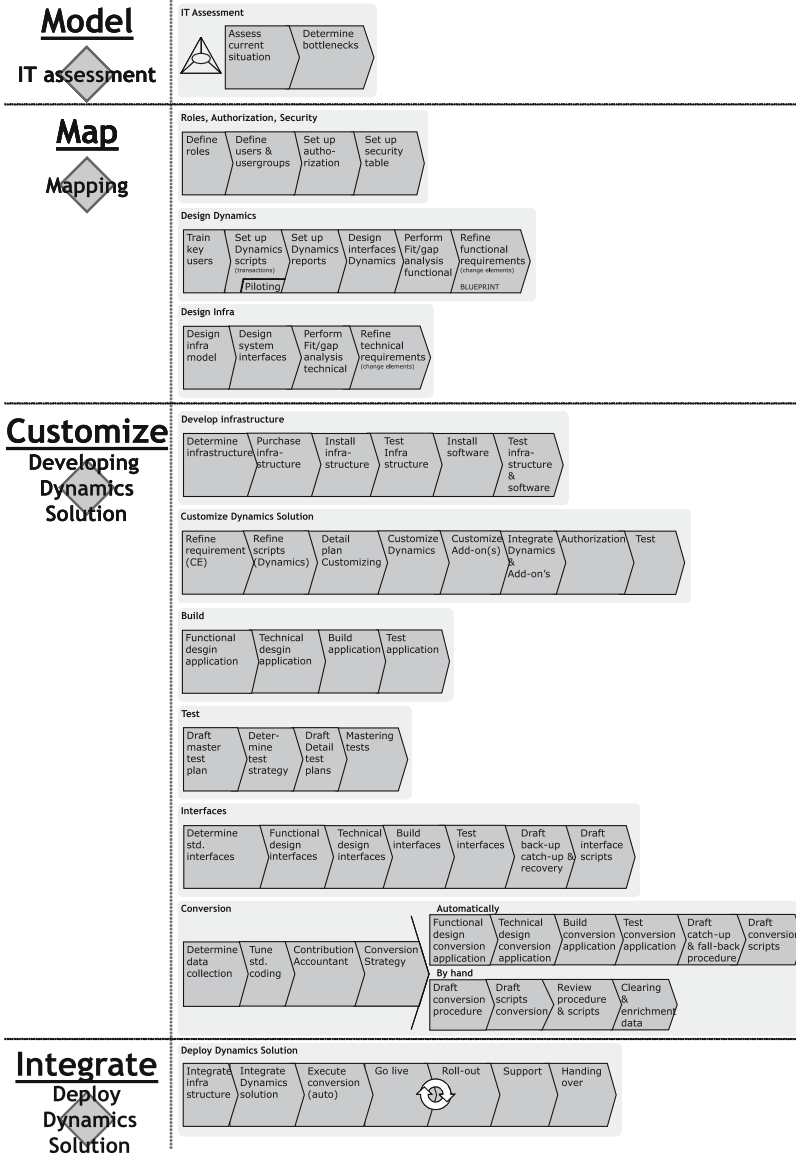 Model
IT assessment
IT Assessment
Assess
current
situation
Determine
bottlenecks
Map
Mapping
Roles, Authorization, Security
Define
roles
Define
users &
usergroups
Set up
autho-
rization
Set up
security
table
Design Dynamics
Train
key
users
Set up
Dynamics
scripts
(transactions)
Piloting
Set up
Dynamics
reports
Design
interfaces
Dynamics
Perform
Fit/gap
analysis
functional
Refine
functional
requirements
(change elements)
BLUEPRINT
Design Infra
Design
infra
model
Design
system
interfaces
Perform
Fit/gap
analysis
technical
Refine
technical
requirements
(change elements)
Customize
Developing
Dynamics
Solution
Develop infrastructure
Determine
infrastructure
Purchase
infra-
structure
Install
infra-
structure
Test
Infra
structure
Install
software
Test
infra-
structure
&
software
Customize Dynamics Solution
Refine
requirement
(CE)
Refine
scripts
(Dynamics)
Detail
plan
Customizing
Customize
Dynamics
Customize
Add-on(s)
Integrate
Dynamics
&
Add-on's
Authorization
Test
Build
Functional
desgin
application
Technical
desgin
application
Build
application
Test
application
Test
Draft
master
test
plan
Deter-
mine
test
strategy
Draft
Detail
test
plans
Mastering
tests
Interfaces
Determine
std.
interfaces
Functional
design
interfaces
Technical
design
interfaces
Build
interfaces
Test
interfaces
Draft
back-up
catch-up &
recovery
Draft
interface
scripts
Conversion
Determine
data
collection
Tune
std.
coding
Contribution
Accountant
Conversion
Strategy
Automatically
Functional
design
conversion
application
Technical
design
conversion
application
Build
conversion
application
Test
conversion
application
Draft
catch-up
& fall-back
procedure
Draft
conversion
scripts
By hand
Draft
conversion
procedure
Draft
scripts
conversion
Review
procedure
& scripts
Clearing
&
enrichment
data
Integrate
Deploy
Dynamics
Solution
Deploy Dynamics Solution
Integrate
infra
structure
Integrate
Dynamics
solution
Execute
conversion
(auto)
Go live
Roll-out
Support
Handing
over